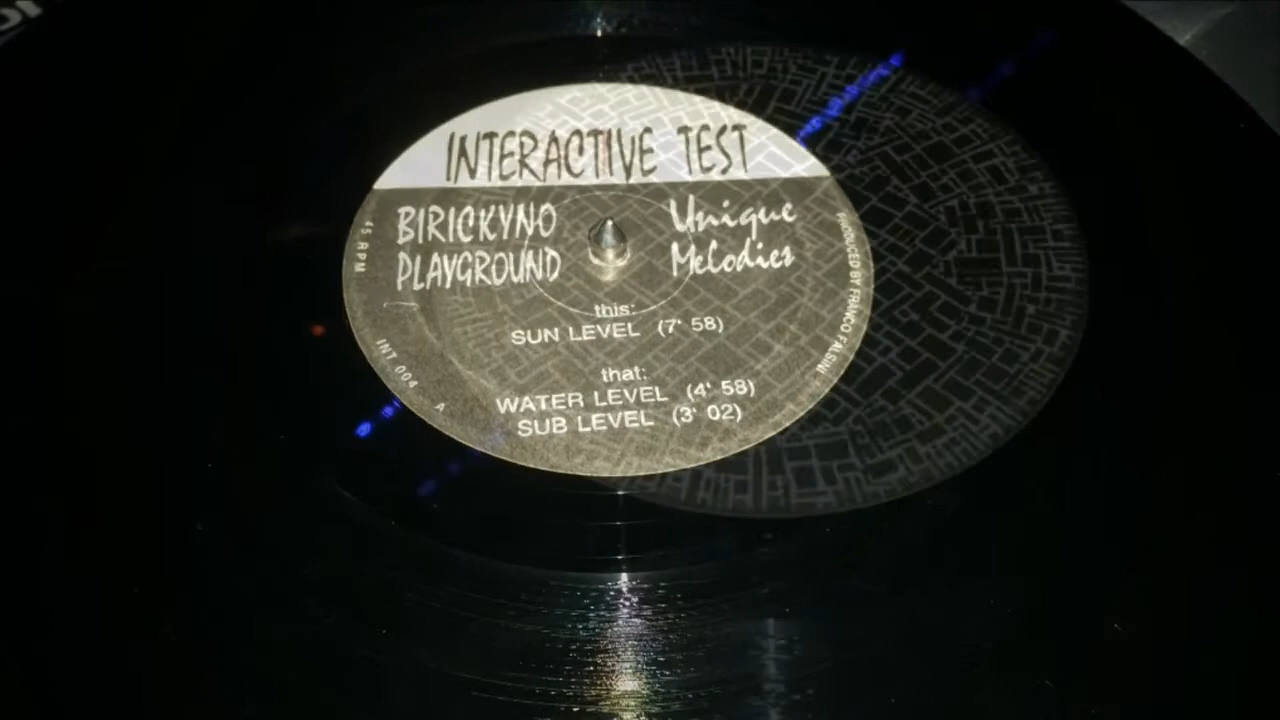 INTERACTIVE TEST
BIRICKYNO
PLAYGROUND
Unique
Melodies
45 RPM
PRODUCED BY FRANCO FALSINI
this:
SUN LEVEL (7' 58)
that:
WATER LEVEL (4' 58)
SUB LEVEL (3' 02)
INT 004
A